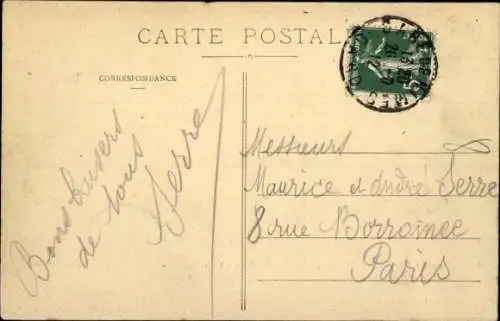 CARTE POSTALE
CORRESPONDANCE
Bons baisers
de tous
Serre
Messieurs
Maurice et André Serre
8 rue Borromée
Paris